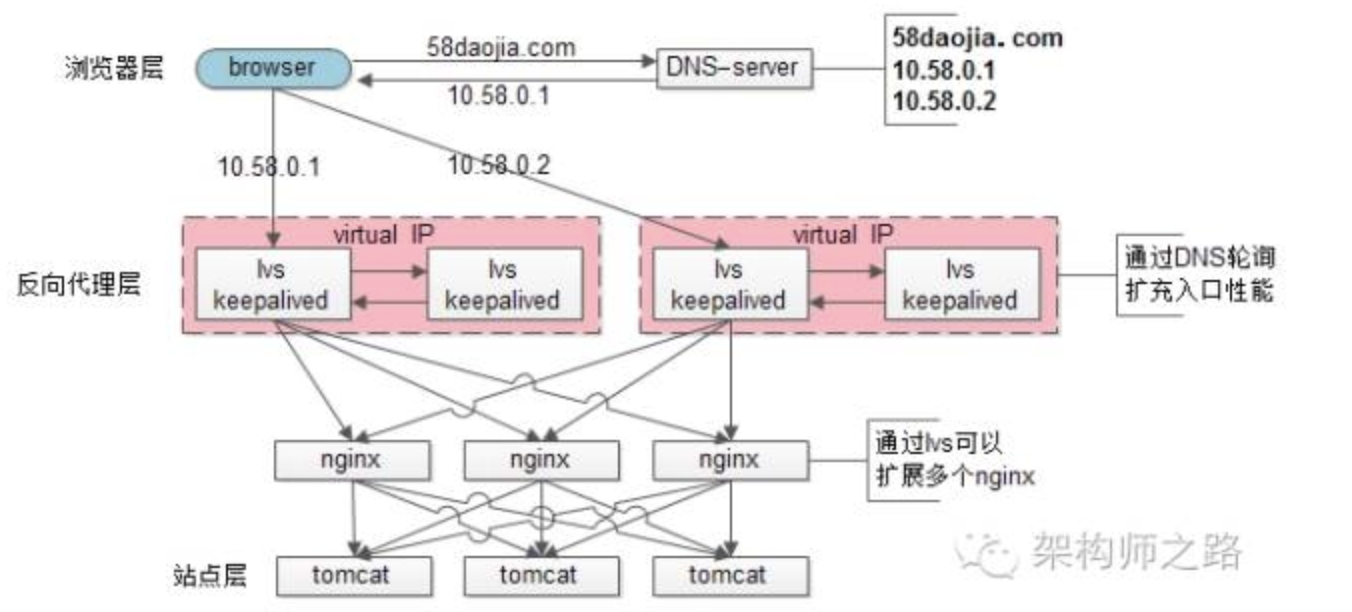 58daojia.com
浏览器层
browser
DNS-server
58daojia. com
10.58.0.1
10.58.0.2
10.58.0.1
10.58.0.1
10.58.0.2
virtual IP
virtual IP
反向代理层
lvs
keepalived
lvs
keepalived
lvs
keepalived
lvs
keepalived
通过DNS轮询
扩充入口性能
nginx
nginx
nginx
通过lvs可以
扩展多个nginx
站点层
tomcat
tomcat
tomcat
架构师之路